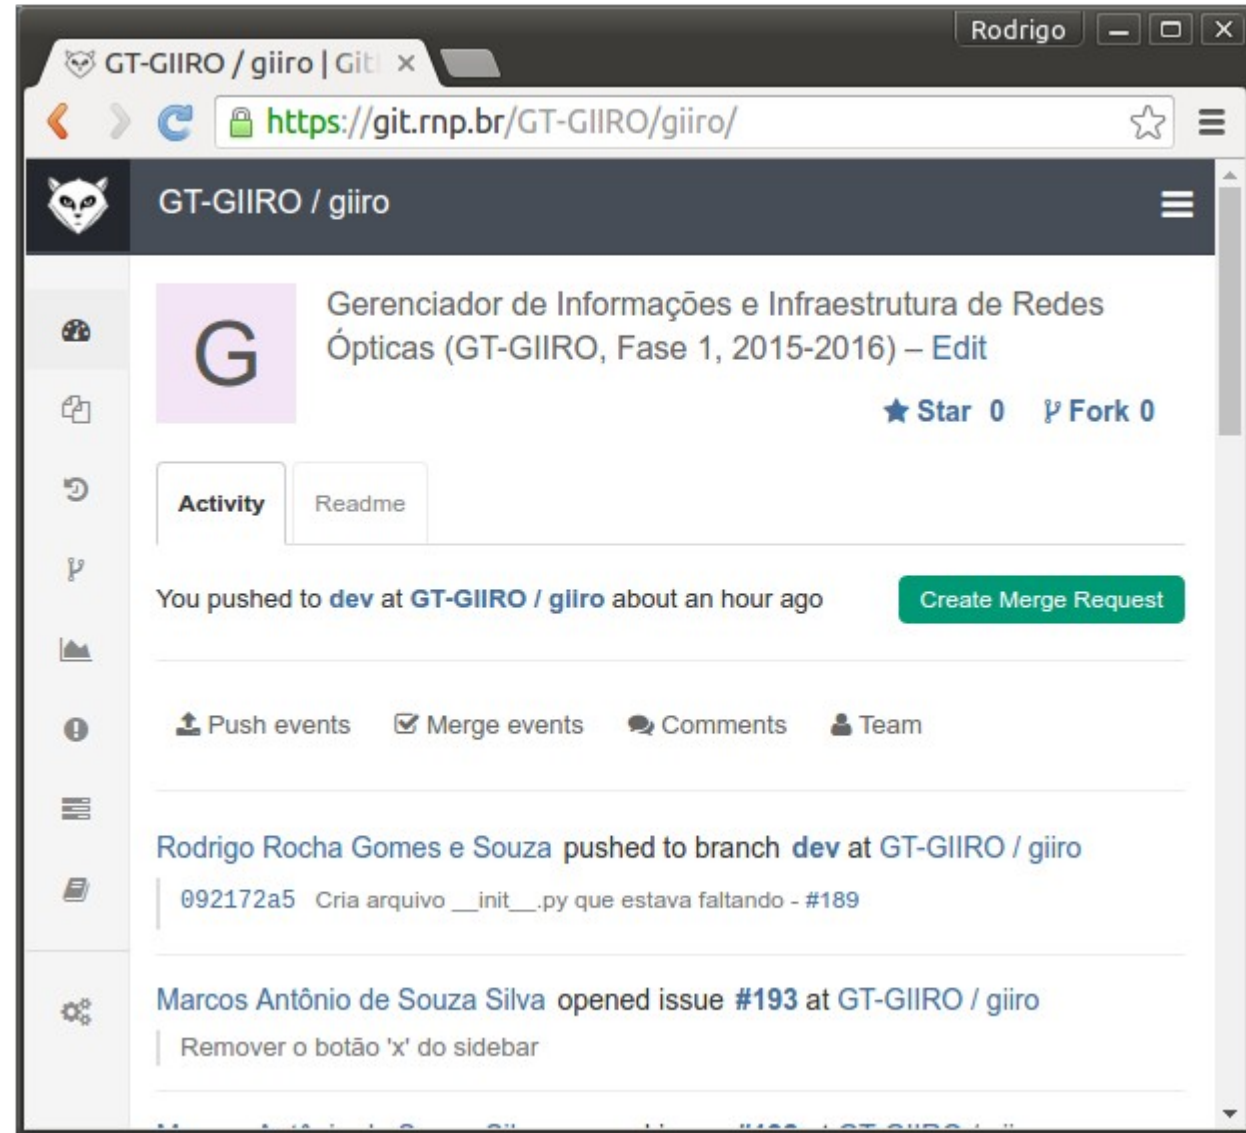 Rodrigo
GT-GIIRO / giiro | Git
https://git.rnp.br/GT-GIIRO/giiro/
GT-GIIRO / giiro
G
Gerenciador de Informações e Infraestrutura de Redes
Ópticas (GT-GIIRO, Fase 1, 2015-2016) – Edit
Star 0 Fork 0
Activity Readme
You pushed to dev at GT-GIIRO / giiro about an hour ago Create Merge Request
Push events Merge events Comments Team
Rodrigo Rocha Gomes e Souza pushed to branch dev at GT-GIIRO / giiro
092172a5 Cria arquivo __init__.py que estava faltando - #189
Marcos Antônio de Souza Silva opened issue #193 at GT-GIIRO / giiro
Remover o botão 'x' do sidebar